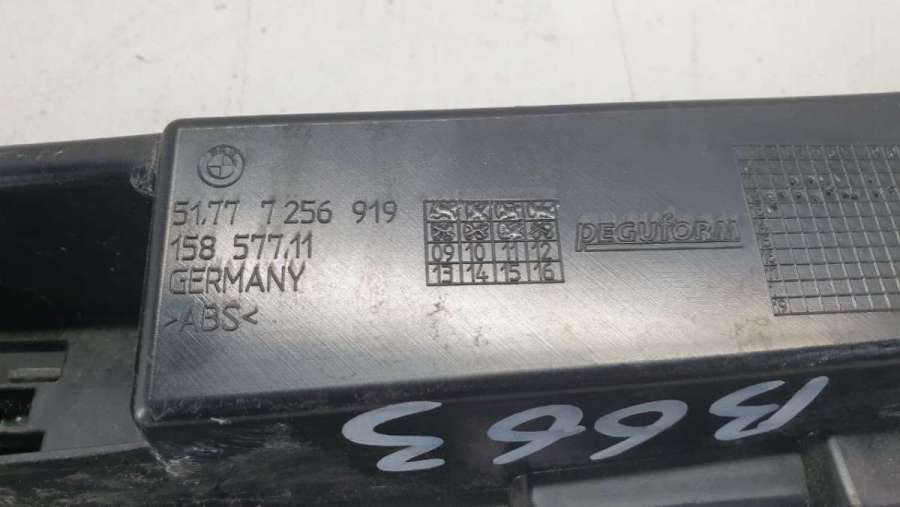 BMW
51.77 7 256 919
158 577.11
GERMANY
>ABS<
09 10 11 12
13 14 15 16
PEGUFORM
B663